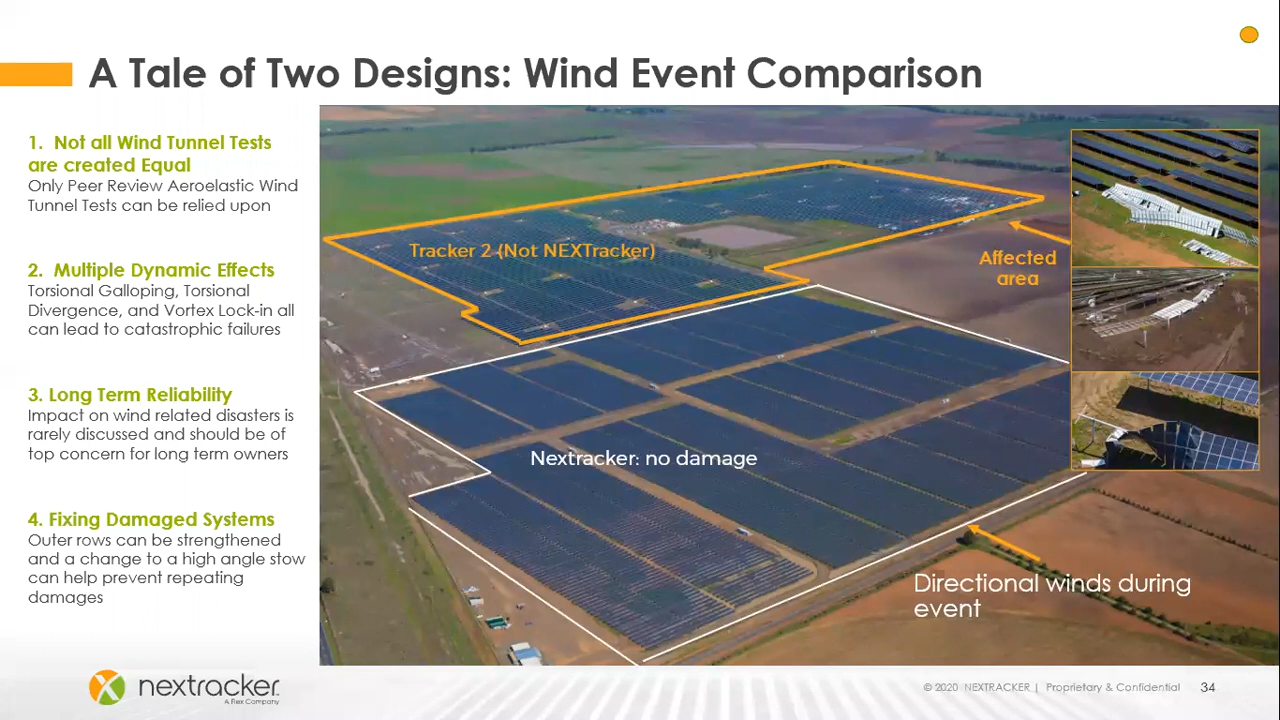 A Tale of Two Designs: Wind Event Comparison
1. Not all Wind Tunnel Tests
are created Equal
Only Peer Review Aeroelastic Wind
Tunnel Tests can be relied upon
2. Multiple Dynamic Effects
Torsional Galloping, Torsional
Divergence, and Vortex Lock-in all
can lead to catastrophic failures
3. Long Term Reliability
Impact on wind related disasters is
rarely discussed and should be of
top concern for long term owners
4. Fixing Damaged Systems
Outer rows can be strengthened
and a change to a high angle stow
can help prevent repeating
damages
Tracker 2 (Not NEXTracker)
Affected
area
Nextracker: no damage
Directional winds during
event
nextracker
A Flex Company
© 2020 NEXTRACKER | Proprietary & Confidential 34